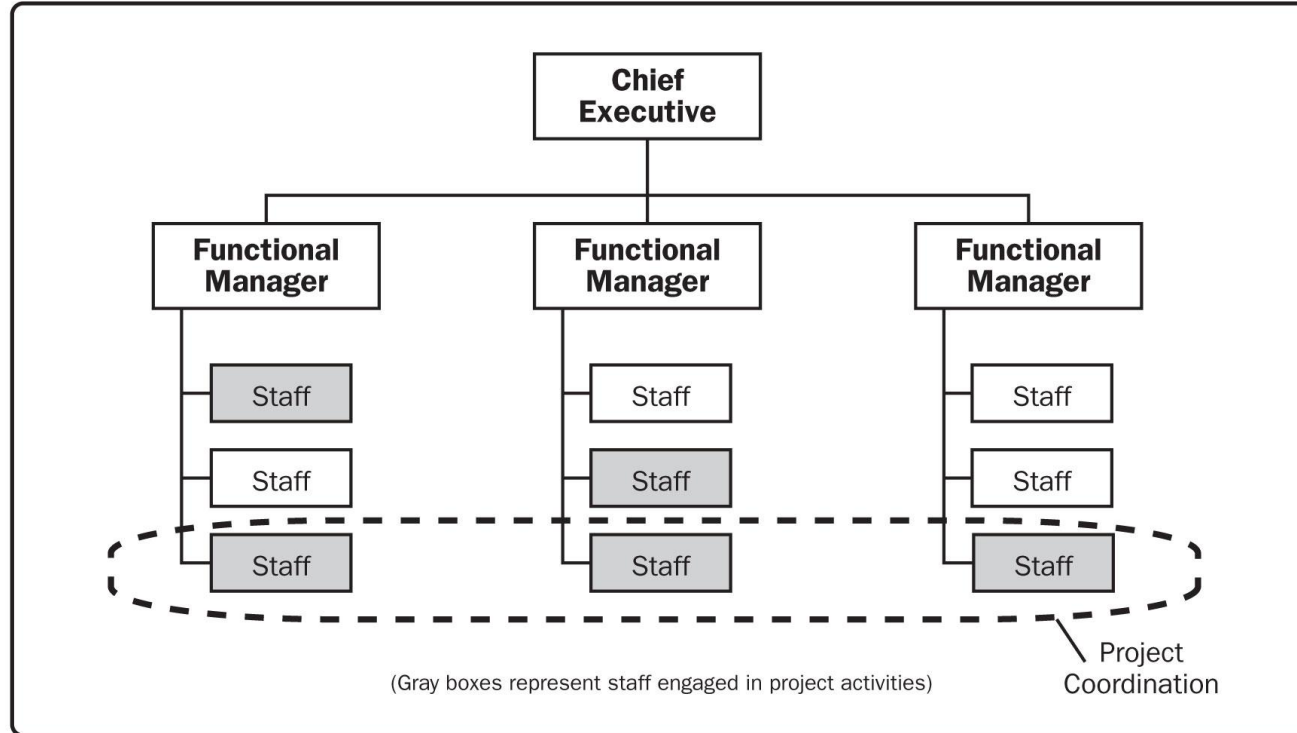 Chief
Executive
Functional
Manager
Functional
Manager
Functional
Manager
Staff
Staff
Staff
Staff
Staff
Staff
Staff
Staff
Staff
(Gray boxes represent staff engaged in project activities)
Project
Coordination